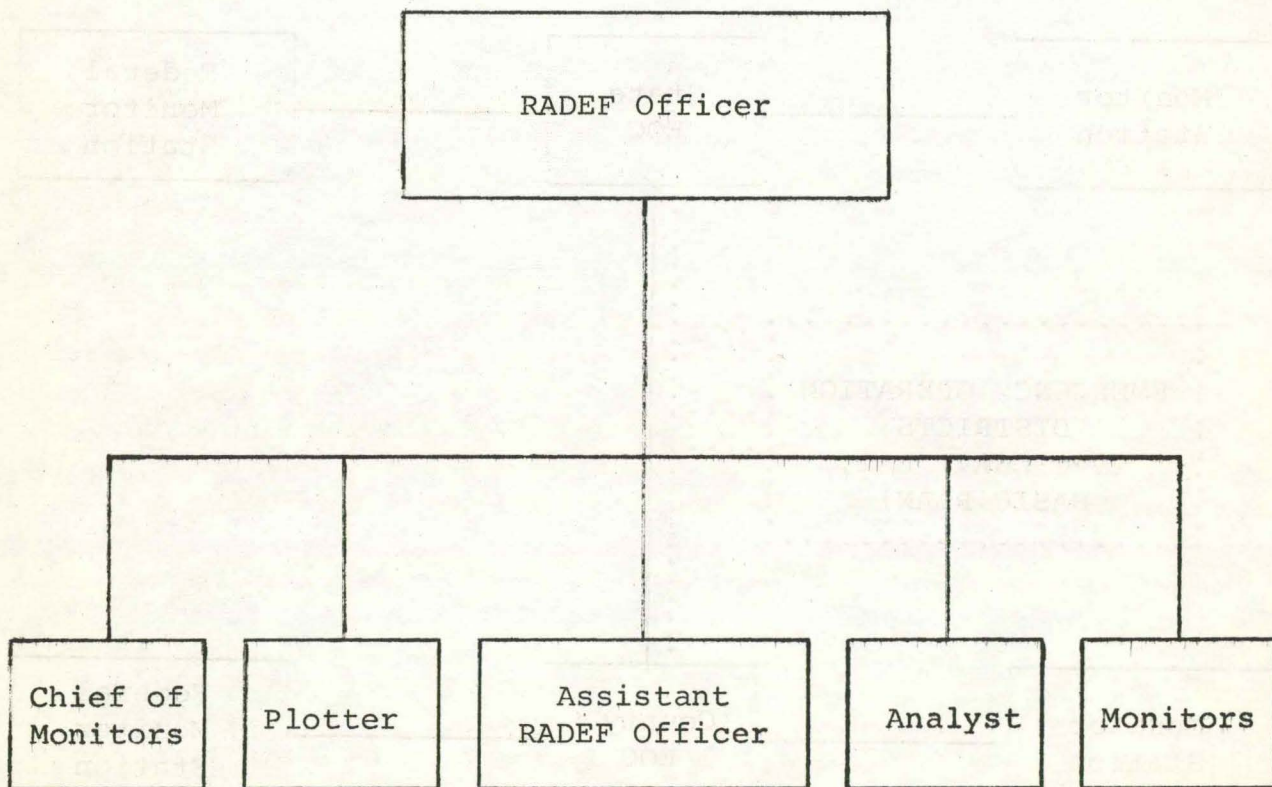 RADEF Officer
Chief of
Monitors
Plotter
Assistant
RADEF Officer
Analyst
Monitors